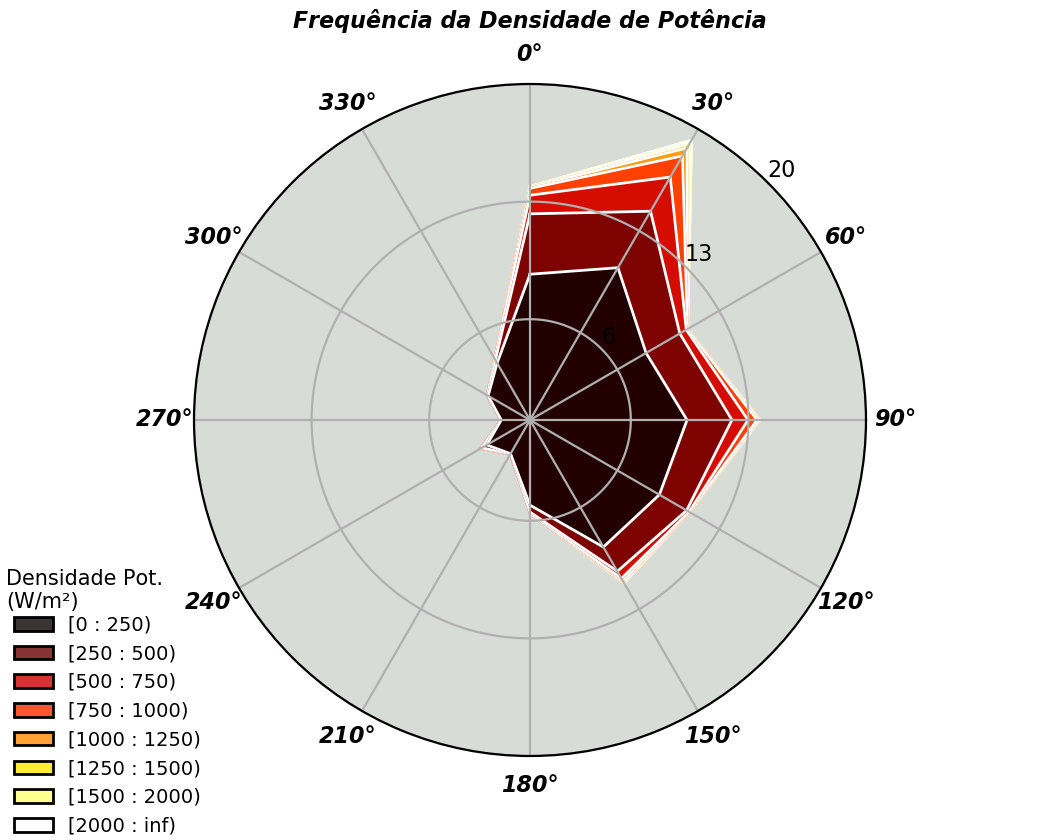 Frequência da Densidade de Potência
0°
330°
30°
20
300°
60°
13
6
270°
90°
240°
120°
210°
150°
180°
Densidade Pot.
(W/m²)
[0 : 250)
[250 : 500)
[500 : 750)
[750 : 1000)
[1000 : 1250)
[1250 : 1500)
[1500 : 2000)
[2000 : inf)